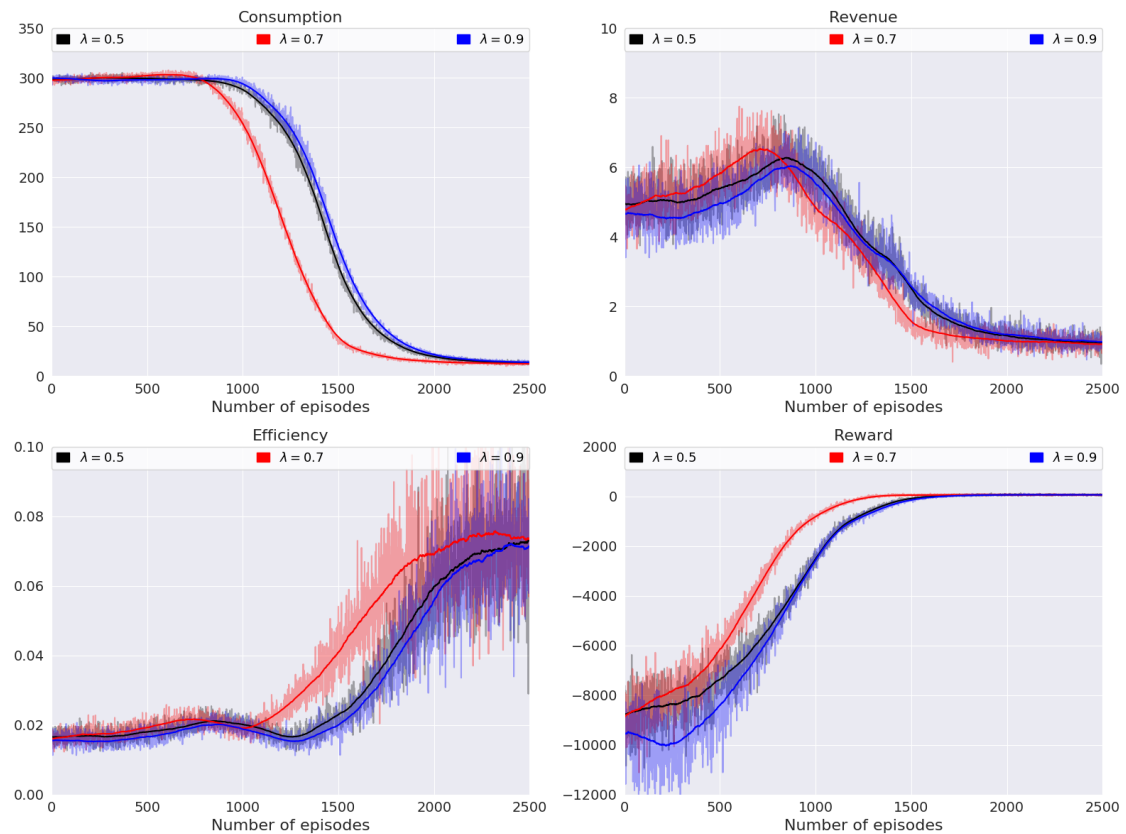 Consumption
λ = 0.5 λ = 0.7 λ = 0.9
350
300
250
200
150
100
50
0
0 500 1000 1500 2000 2500
Number of episodes
Revenue
λ = 0.5 λ = 0.7 λ = 0.9
10
8
6
4
2
0
0 500 1000 1500 2000 2500
Number of episodes
Efficiency
λ = 0.5 λ = 0.7 λ = 0.9
0.10
0.08
0.06
0.04
0.02
0.00
0 500 1000 1500 2000 2500
Number of episodes
Reward
λ = 0.5 λ = 0.7 λ = 0.9
2000
0
−2000
−4000
−6000
−8000
−10000
−12000
0 500 1000 1500 2000 2500
Number of episodes